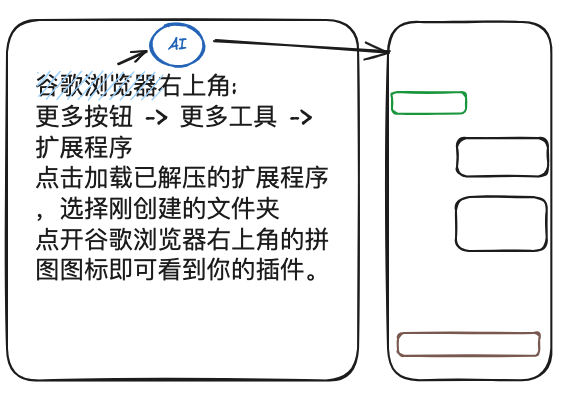 AI
谷歌浏览器右上角:
更多按钮 -> 更多工具 ->
扩展程序
点击加载已解压的扩展程序
，选择刚创建的文件夹
点开谷歌浏览器右上角的拼
图图标即可看到你的插件。